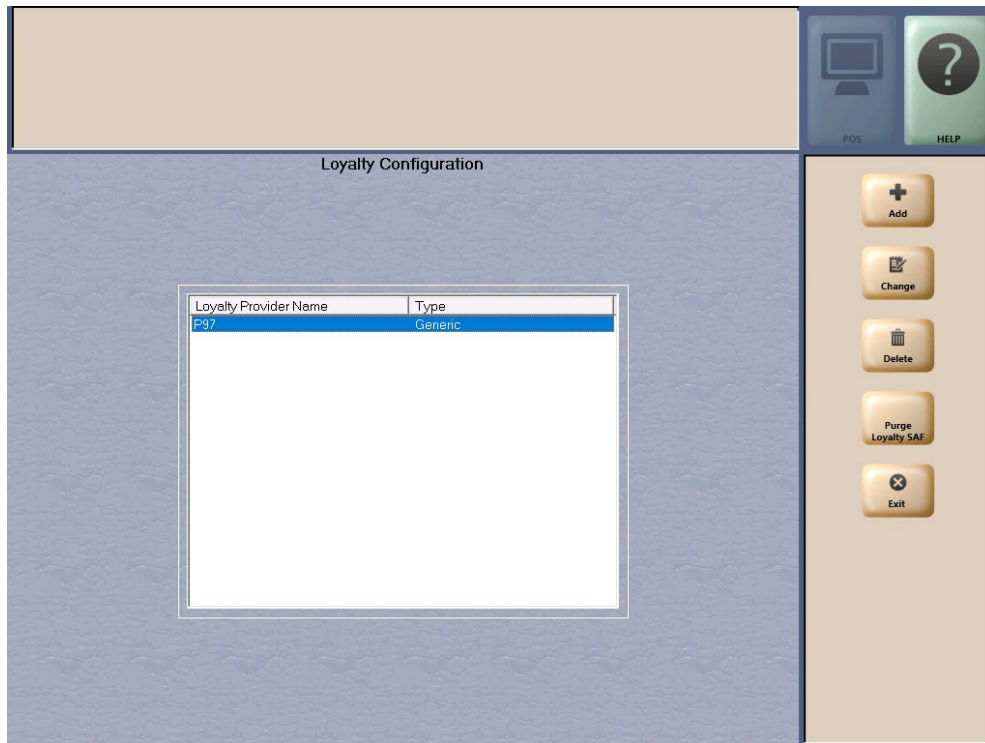 POS
HELP
Loyalty Configuration
Add
Change
Loyalty Provider Name Type
P97 Generic
Delete
Purge
Loyalty SAF
Exit